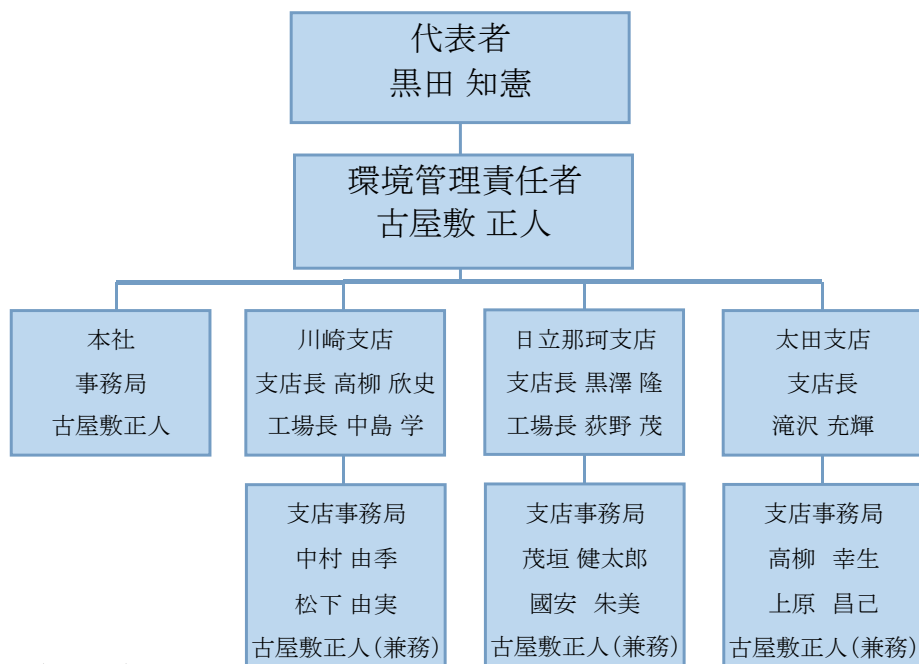 代表者
黒田 知憲
環境管理責任者
古屋敷 正人
本社
事務局
古屋敷正人
川崎支店
支店長 高柳 欣史
工場長 中島 学
日立那珂支店
支店長 黒澤 隆
工場長 荻野 茂
太田支店
支店長
滝沢 充輝
支店事務局
中村 由季
松下 由実
古屋敷正人(兼務)
支店事務局
茂垣 健太郎
國安 朱美
古屋敷正人(兼務)
支店事務局
高柳 幸生
上原 昌己
古屋敷正人(兼務)